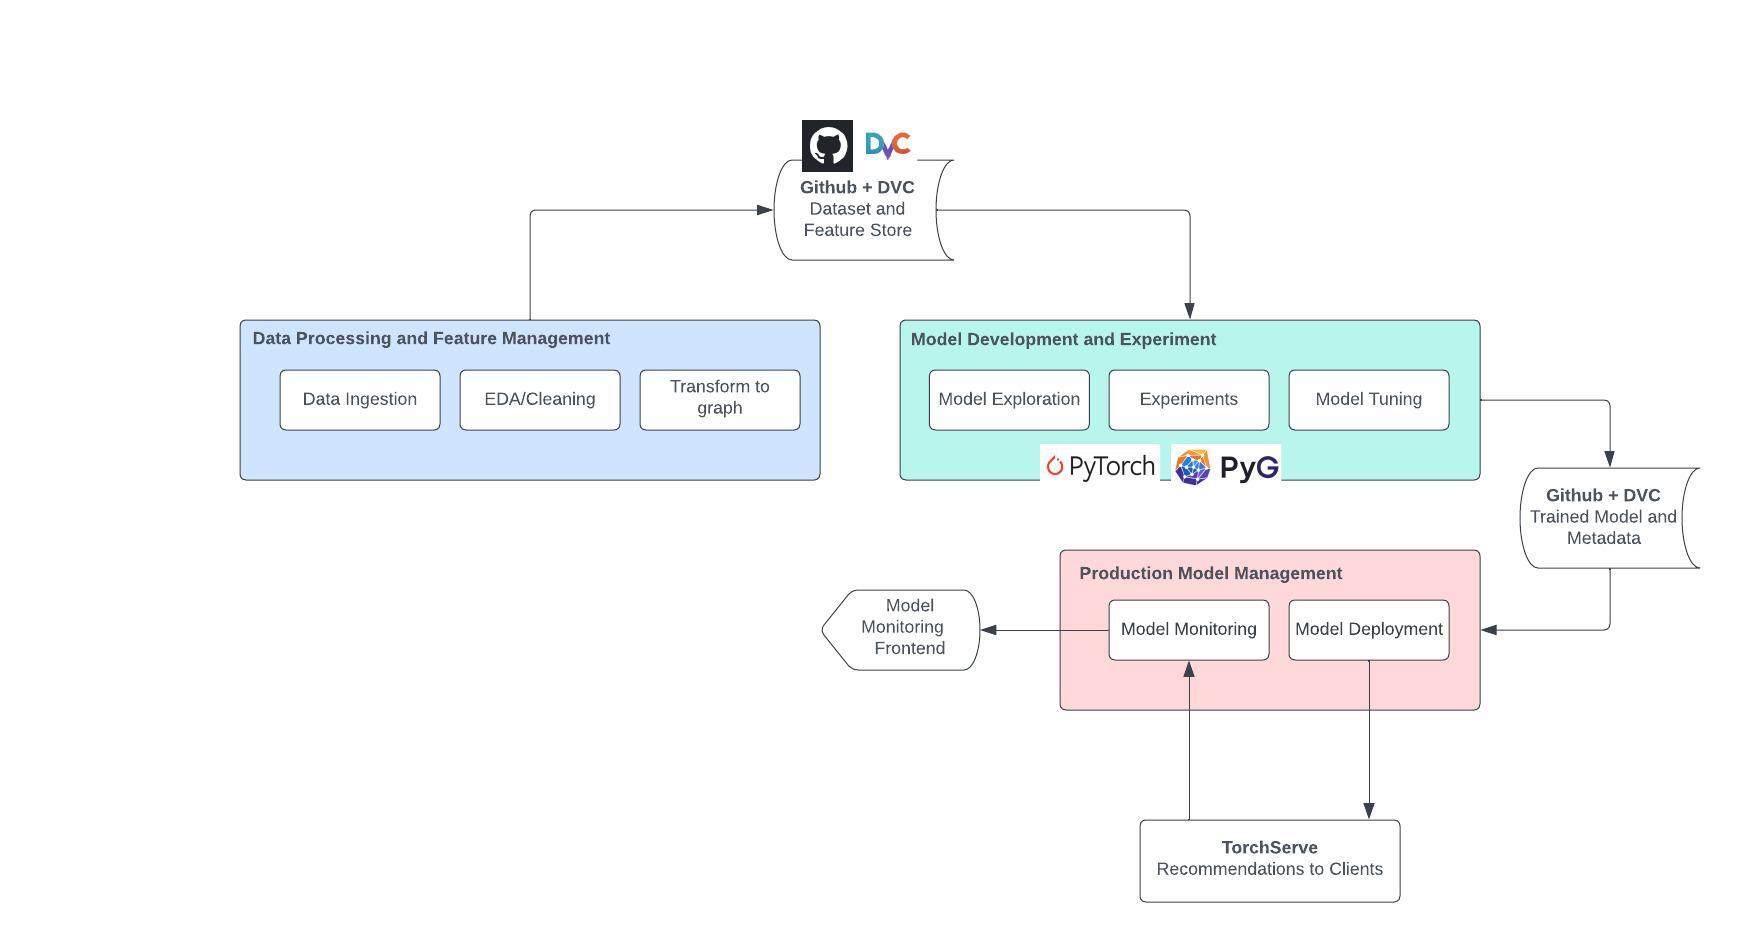 DVC
Github + DVC
Dataset and
Feature Store
Data Processing and Feature Management
Data Ingestion
EDA/Cleaning
Transform to
graph
Model Development and Experiment
Model Exploration
Experiments
Model Tuning
PyTorch
PyG
Github + DVC
Trained Model and
Metadata
Production Model Management
Model Monitoring
Model Deployment
Model
Monitoring
Frontend
TorchServe
Recommendations to Clients